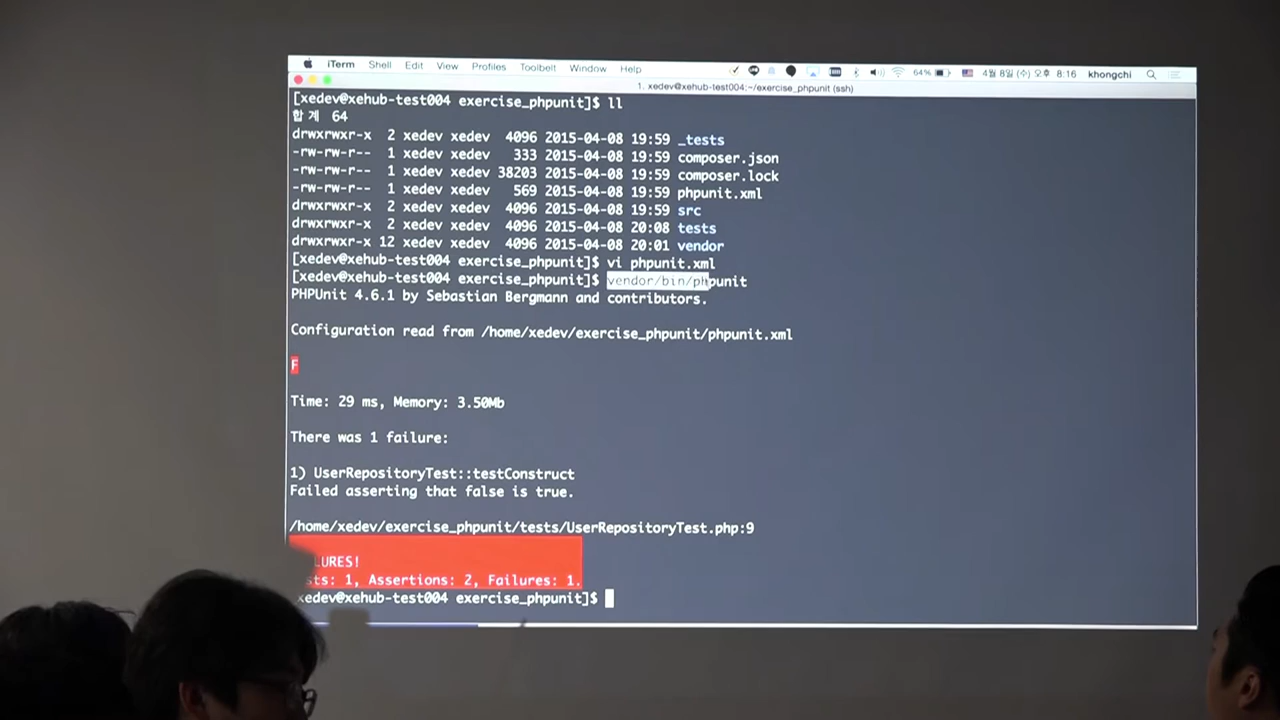 iTerm Shell Edit View Profiles Toolbelt Window Help 64% 4월 8일 (수) 오후 8:16 khongchi
1. xedev@xehub-test004:~/exercise_phpunit (ssh)
[xedev@xehub-test004 exercise_phpunit]$ ll
합계 64
drwxrwxr-x 2 xedev xedev 4096 2015-04-08 19:59 _tests
-rw-rw-r-- 1 xedev xedev 333 2015-04-08 19:59 composer.json
-rw-rw-r-- 1 xedev xedev 38203 2015-04-08 19:59 composer.lock
-rw-rw-r-- 1 xedev xedev 569 2015-04-08 19:59 phpunit.xml
drwxrwxr-x 2 xedev xedev 4096 2015-04-08 19:59 src
drwxrwxr-x 2 xedev xedev 4096 2015-04-08 20:08 tests
drwxrwxr-x 12 xedev xedev 4096 2015-04-08 20:01 vendor
[xedev@xehub-test004 exercise_phpunit]$ vi phpunit.xml
[xedev@xehub-test004 exercise_phpunit]$ vendor/bin/phpunit
PHPUnit 4.6.1 by Sebastian Bergmann and contributors.
Configuration read from /home/xedev/exercise_phpunit/phpunit.xml
F
Time: 29 ms, Memory: 3.50Mb
There was 1 failure:
1) UserRepositoryTest::testConstruct
Failed asserting that false is true.
/home/xedev/exercise_phpunit/tests/UserRepositoryTest.php:9
LURES!
sts: 1, Assertions: 2, Failures: 1.
xedev@xehub-test004 exercise_phpunit]$